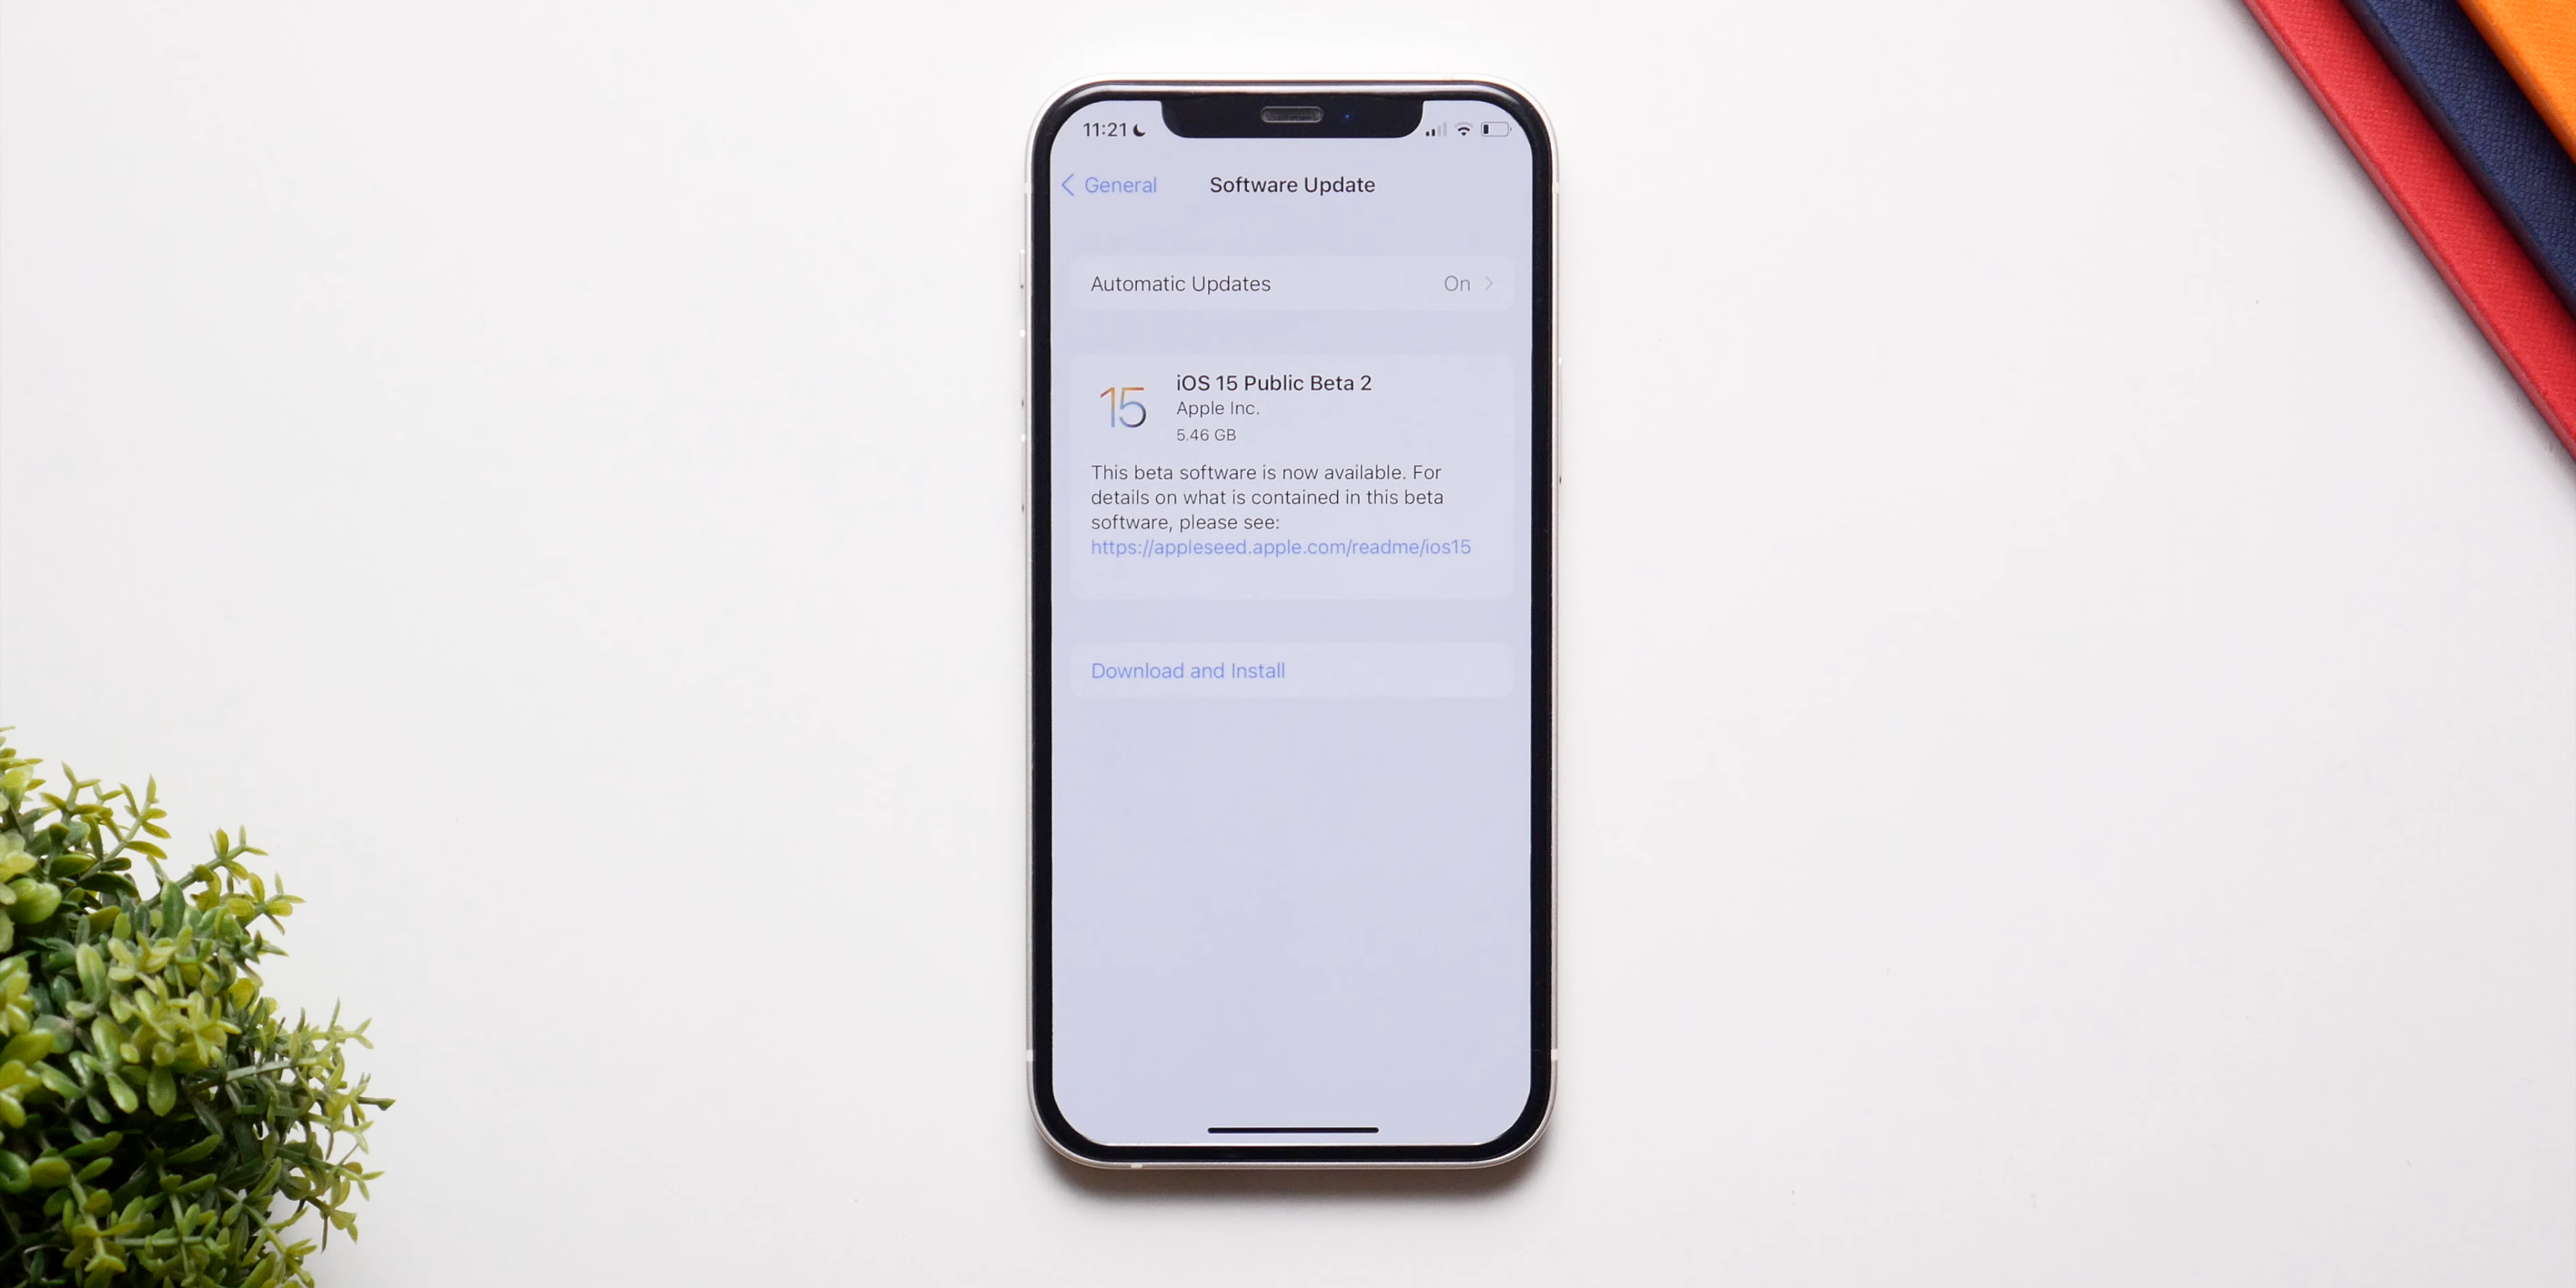 11:21
General
Software Update
Automatic Updates On
15
iOS 15 Public Beta 2
Apple Inc.
5.46 GB
This beta software is now available. For
details on what is contained in this beta
software, please see:
https://appleseed.apple.com/readme/ios15
Download and Install